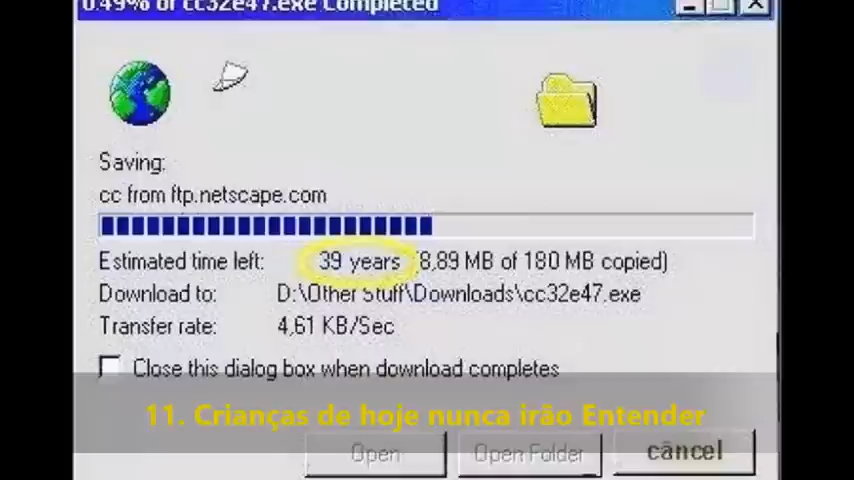 0.49% of cc32e47.exe Completed
Saving:
cc from ftp.netscape.com
Estimated time left: 39 years (8,89 MB of 180 MB copied)
Download to: D:\Other Stuff\Downloads\cc32e47.exe
Transfer rate: 4,61 KB/Sec
Close this dialog box when download completes
11. Crianças de hoje nunca irão Entender
Open Open Folder câncel